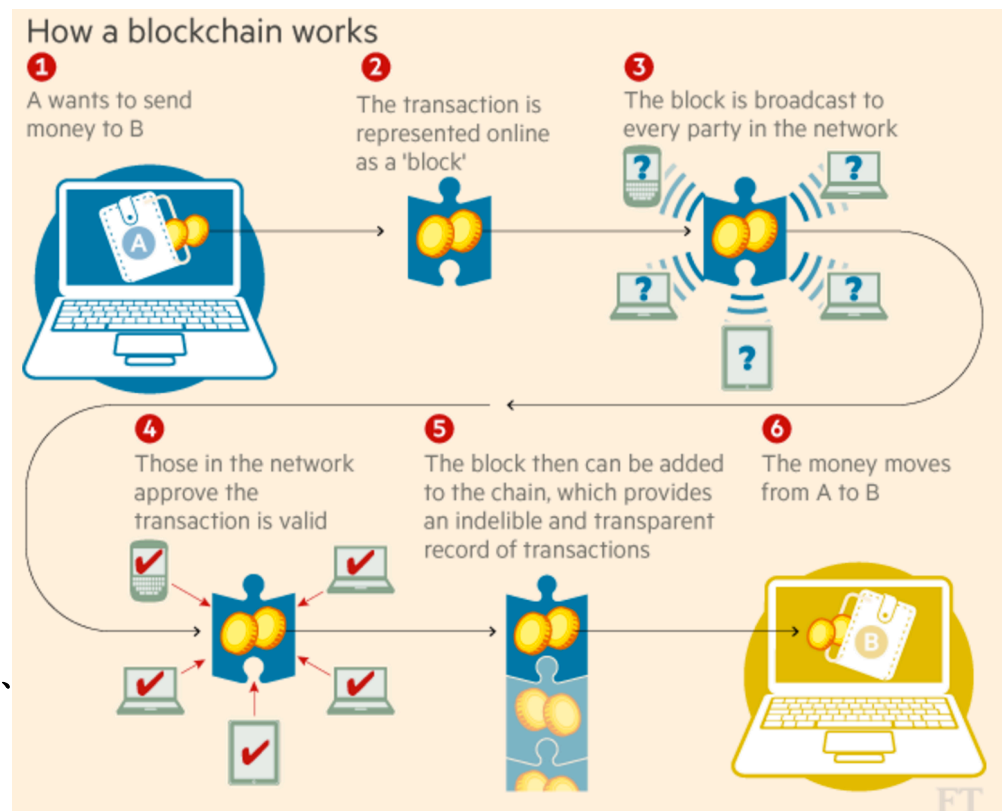 How a blockchain works
1
A wants to send
money to B
2
The transaction is
represented online
as a 'block'
3
The block is broadcast to
every party in the network
A
?
?
?
?
?
4
Those in the network
approve the
transaction is valid
5
The block then can be added
to the chain, which provides
an indelible and transparent
record of transactions
6
The money moves
from A to B
B
、
FT